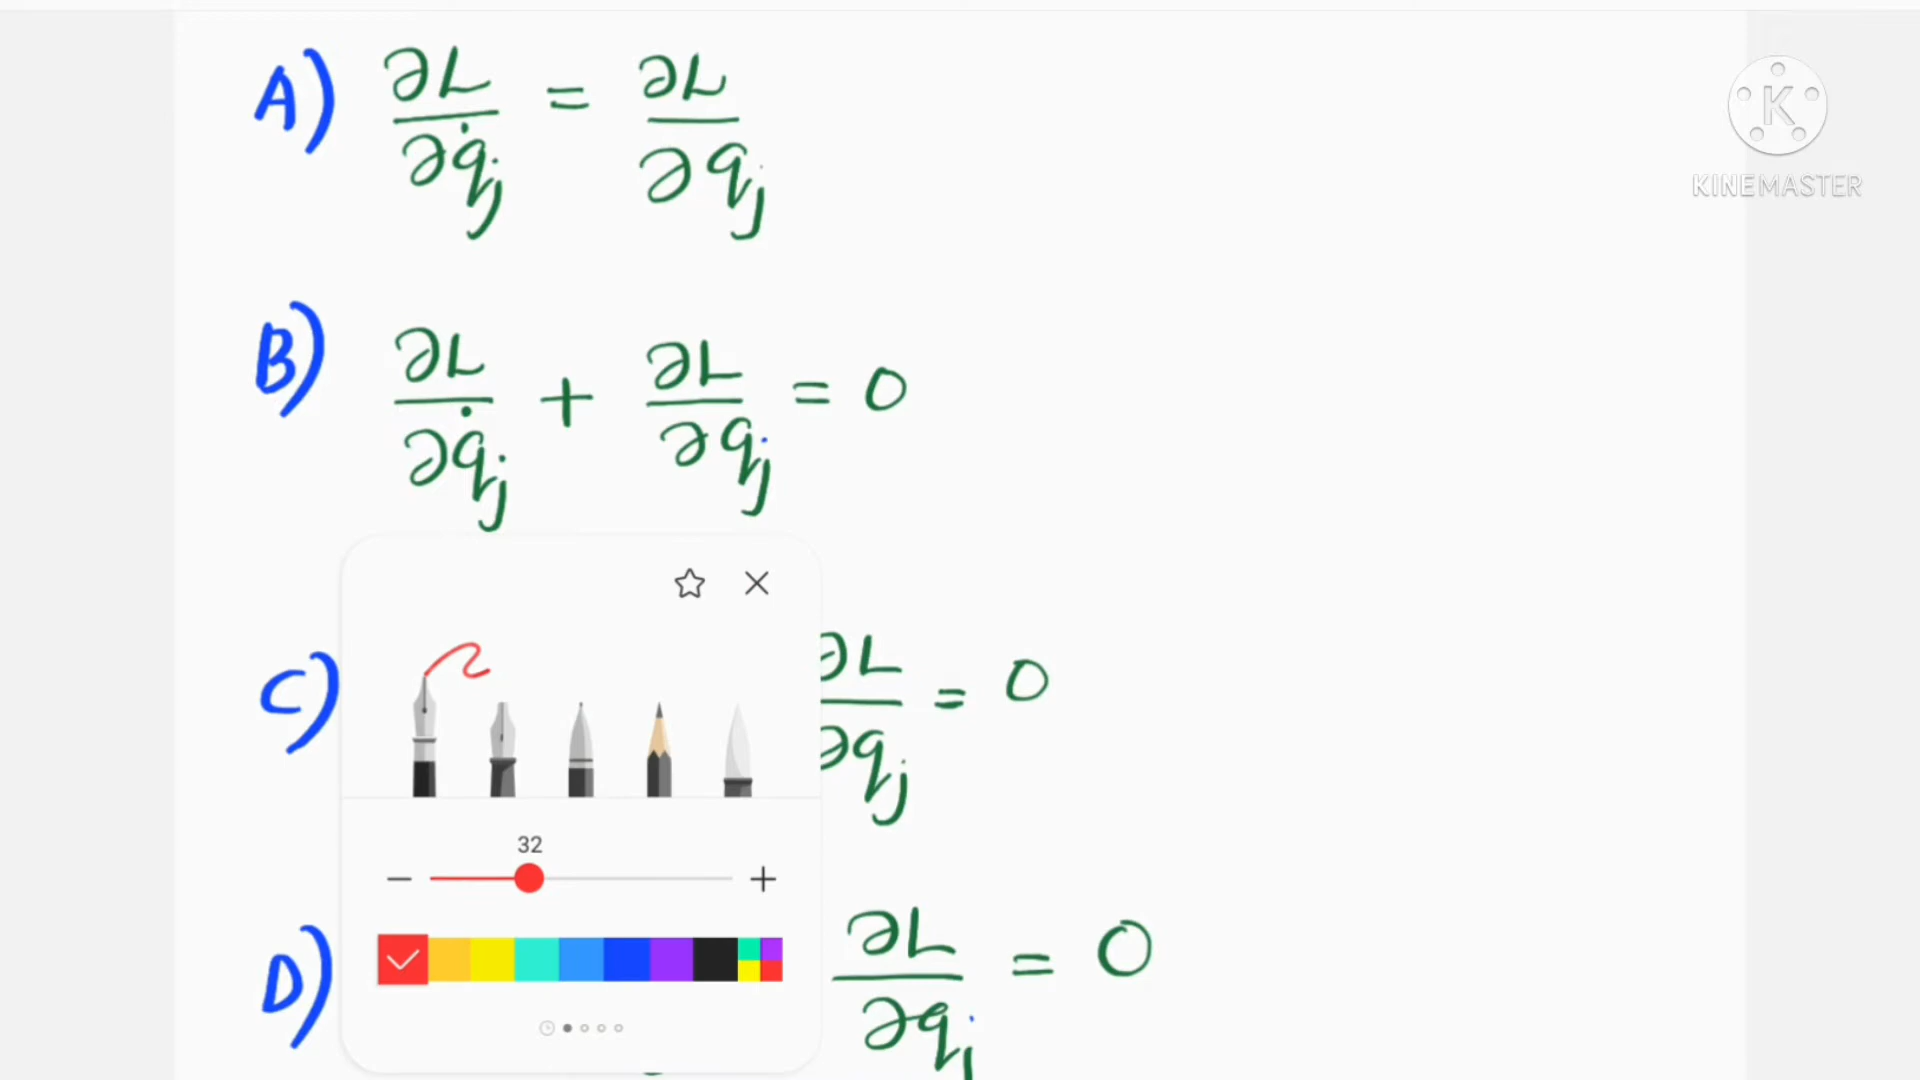 A) ∂L/∂q̇j = ∂L/∂qj
KINEMASTER
B) ∂L/∂q̇j + ∂L/∂qj = 0
C) ∂L/∂qj = 0
32
D) ∂L/∂qj = 0